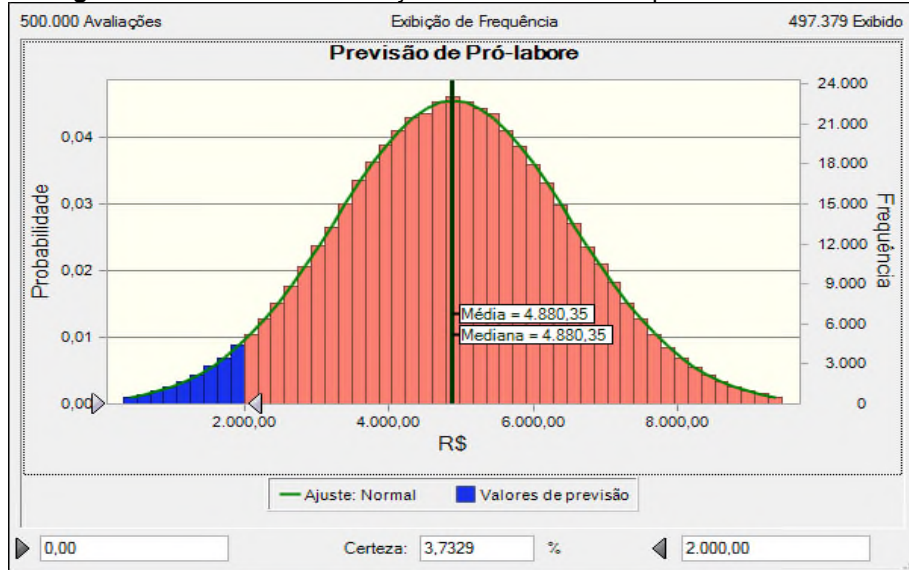 500.000 Avaliações Exibição de Frequência 497.379 Exibido
Previsão de Pró-labore
24.000
21.000
18.000
15.000
12.000
9.000
6.000
3.000
0
Frequência
0,04
0,03
0,02
0,01
0,00
Probabilidade
Média = 4.880,35
Mediana = 4.880,35
2.000,00 4.000,00 6.000,00 8.000,00
R$
Ajuste: Normal Valores de previsão
0,00 Certeza: 3,7329 % 2.000,00